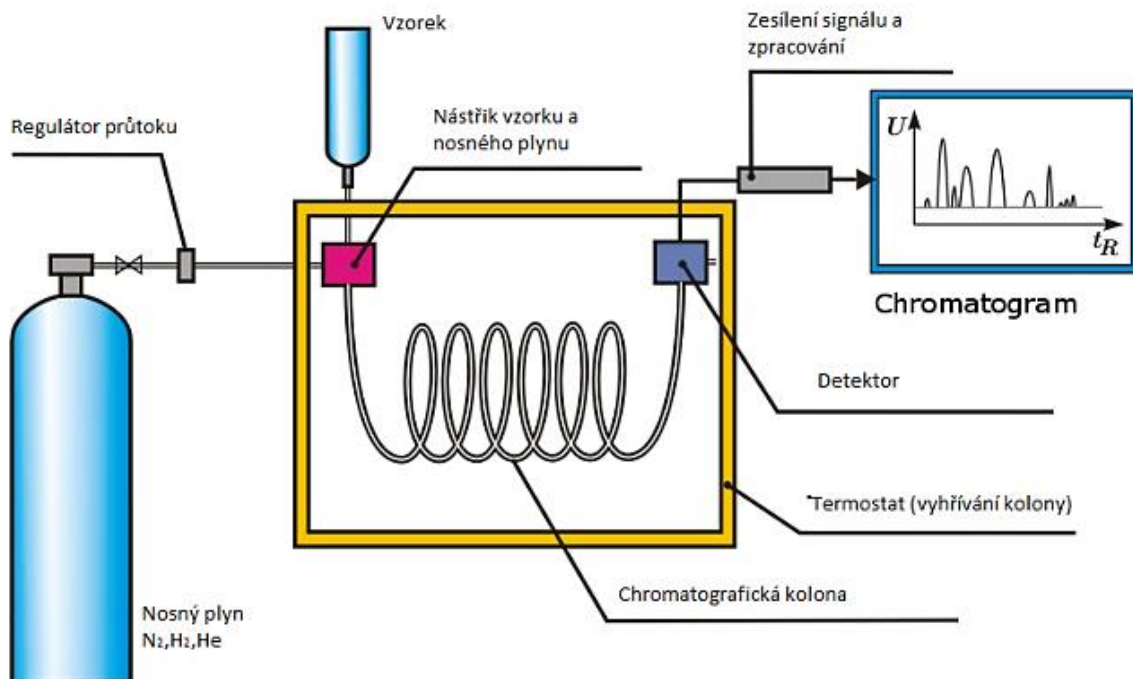 Vzorek
Zesílení signálu a
zpracování
Regulátor průtoku
Nástřik vzorku a
nosného plynu
U
t_R
Chromatogram
Detektor
Termostat (vyhřívání kolony)
Chromatografická kolona
Nosný plyn
N₂,H₂,He